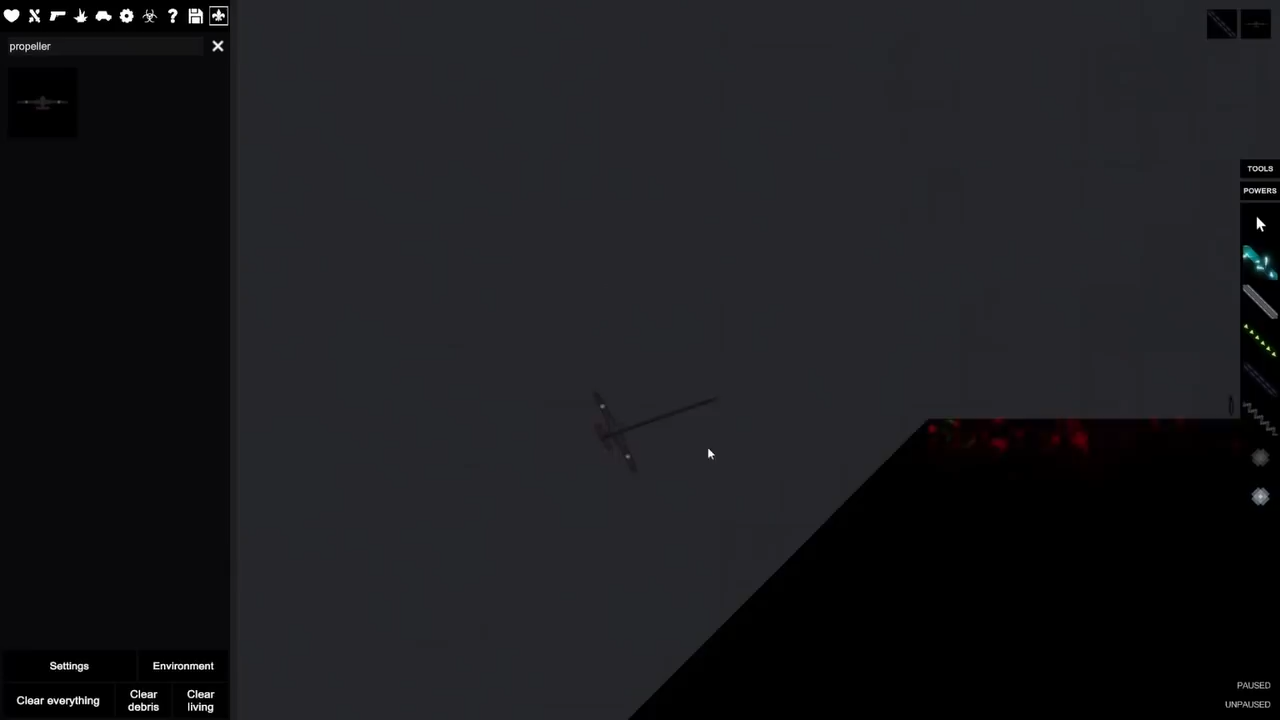 propeller
TOOLS
POWERS
Settings
Environment
Clear everything
Clear
debris
Clear
living
PAUSED
UNPAUSED